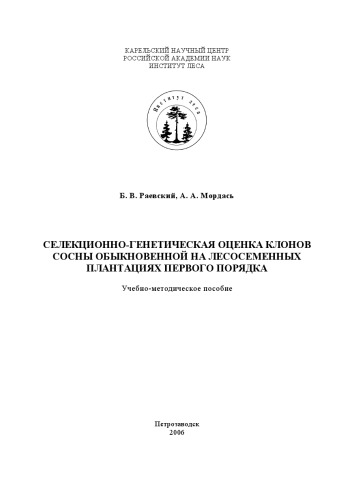 КАРЕЛЬСКИЙ НАУЧНЫЙ ЦЕНТР
РОССИЙСКОЙ АКАДЕМИИ НАУК
ИНСТИТУТ ЛЕСА
Институт леса
Б. В. Раевский, А. А. Мордась
СЕЛЕКЦИОННО-ГЕНЕТИЧЕСКАЯ ОЦЕНКА КЛОНОВ
СОСНЫ ОБЫКНОВЕННОЙ НА ЛЕСОСЕМЕННЫХ
ПЛАНТАЦИЯХ ПЕРВОГО ПОРЯДКА
Учебно-методическое пособие
Петрозаводск
2006